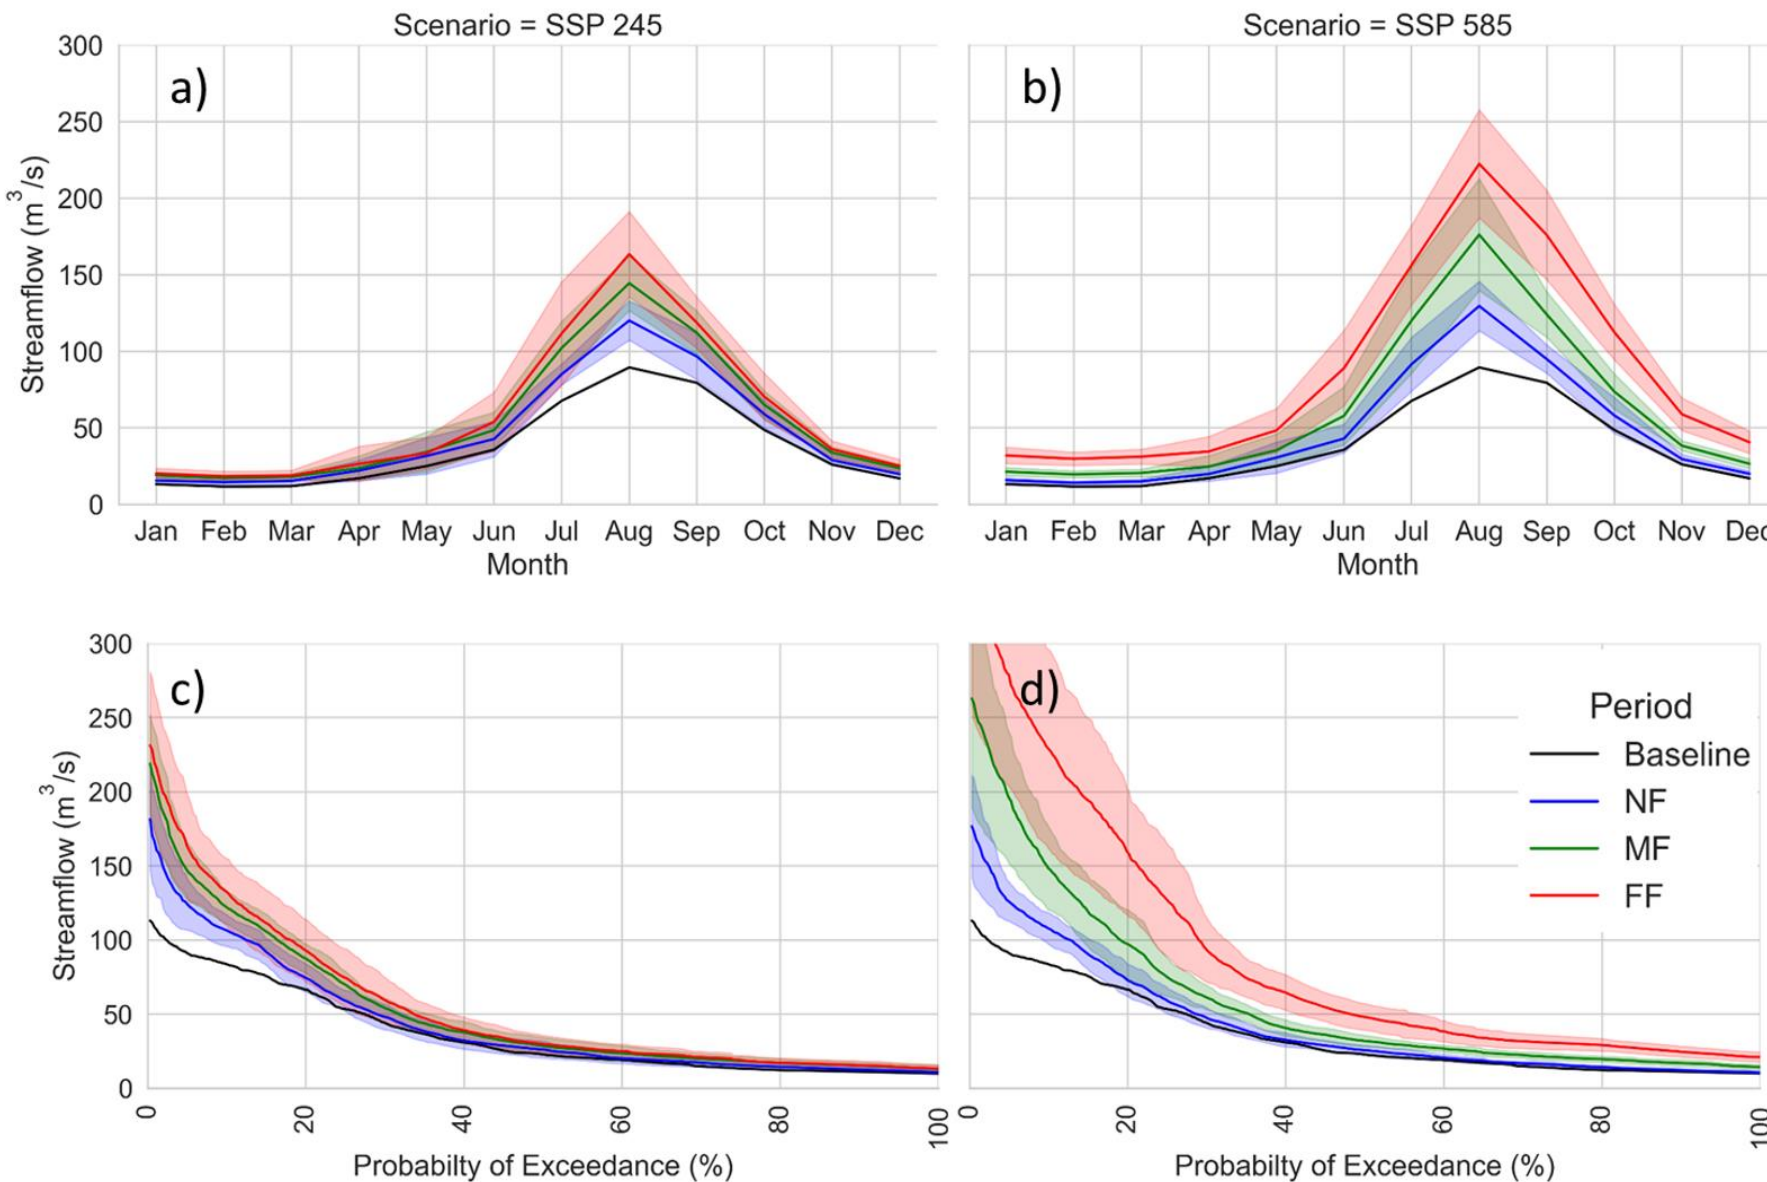 Scenario = SSP 245
Scenario = SSP 585
a)
b)
300
250
200
150
100
50
0
Streamflow (m³/s)
Jan Feb Mar Apr May Jun Jul Aug Sep Oct Nov Dec
Jan Feb Mar Apr May Jun Jul Aug Sep Oct Nov Dec
Month
Month
c)
d)
300
250
200
150
100
50
0
Streamflow (m³/s)
Period
Baseline
NF
MF
FF
0 20 40 60 80 100
0 20 40 60 80 100
Probabilty of Exceedance (%)
Probabilty of Exceedance (%)